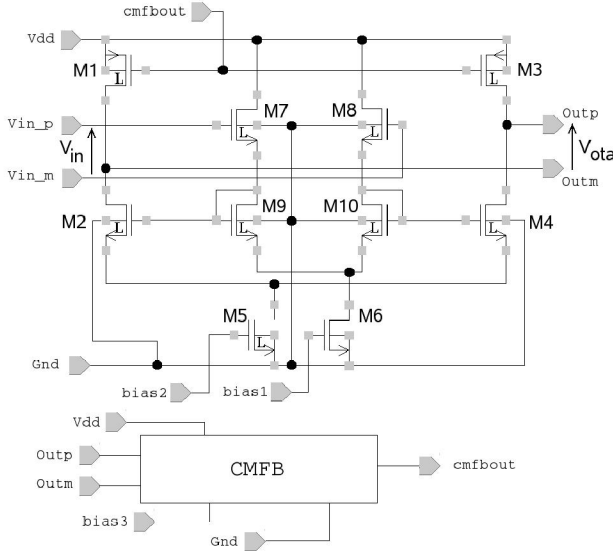 cmfbout
Vdd
M1
L
L
M3
M7
M8
Vin_p
L
L
Outp
Vin
Vota
Vin_m
Outm
M2
M9
M10
M4
L
L
L
L
M5
M6
L
Gnd
bias2
bias1
Vdd
Outp
CMFB
cmfbout
Outm
bias3
Gnd